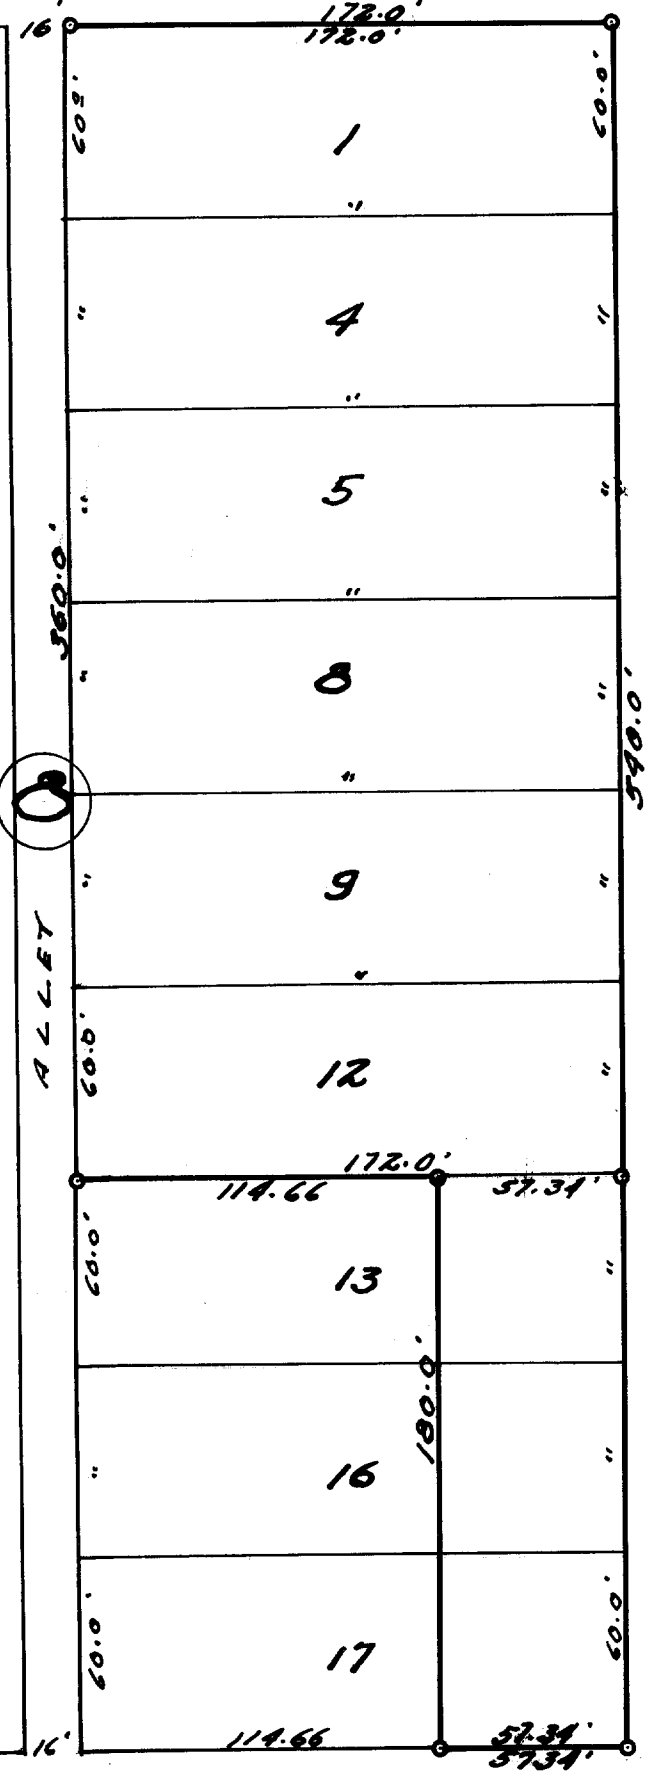 172.0'
16' 172.0'
60.0' 60.0'
1
"
" 4 "
"
" 5 "
"
360.0'
" 8 "
540.0'
"
8
" 9 "
ALLEY
"
60.0' 12 "
172.0'
114.66 57.34'
60.0' 13 "
180.0'
" 16 "
60.0' 17 60.0'
16' 114.66 57.34'
57.34'